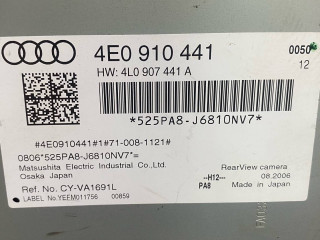 4E0 910 441
0050
HW: 4L0 907 441 A
12
*525PA8-J6810NV7*
#4E0910441#1#71-008-1121#
0806*525PA8-J6810NV7*=
Matsushita Electric Industrial Co.,Ltd.
Osaka Japan
RearView camera
--H12---
08.2006
PA8
Made in Japan
Ref. No. CY-VA1691L
LABEL No.YEEM011756
00859